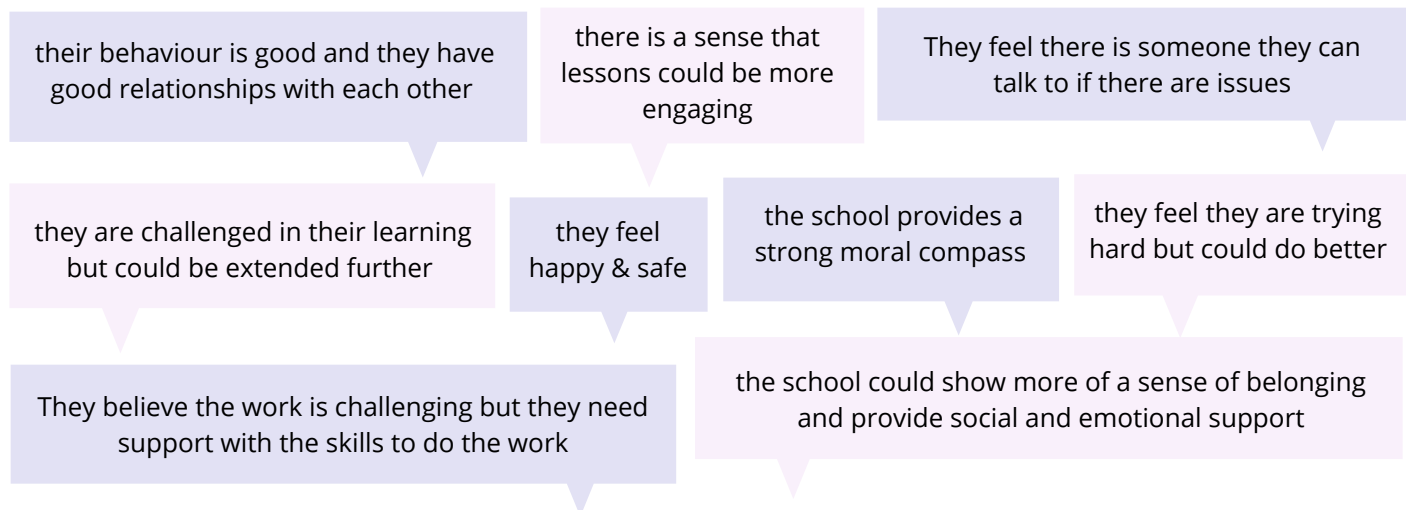 their behaviour is good and they have
good relationships with each other
there is a sense that
lessons could be more
engaging
They feel there is someone they can
talk to if there are issues
they are challenged in their learning
but could be extended further
they feel
happy & safe
the school provides a
strong moral compass
they feel they are trying
hard but could do better
They believe the work is challenging but they need
support with the skills to do the work
the school could show more of a sense of belonging
and provide social and emotional support